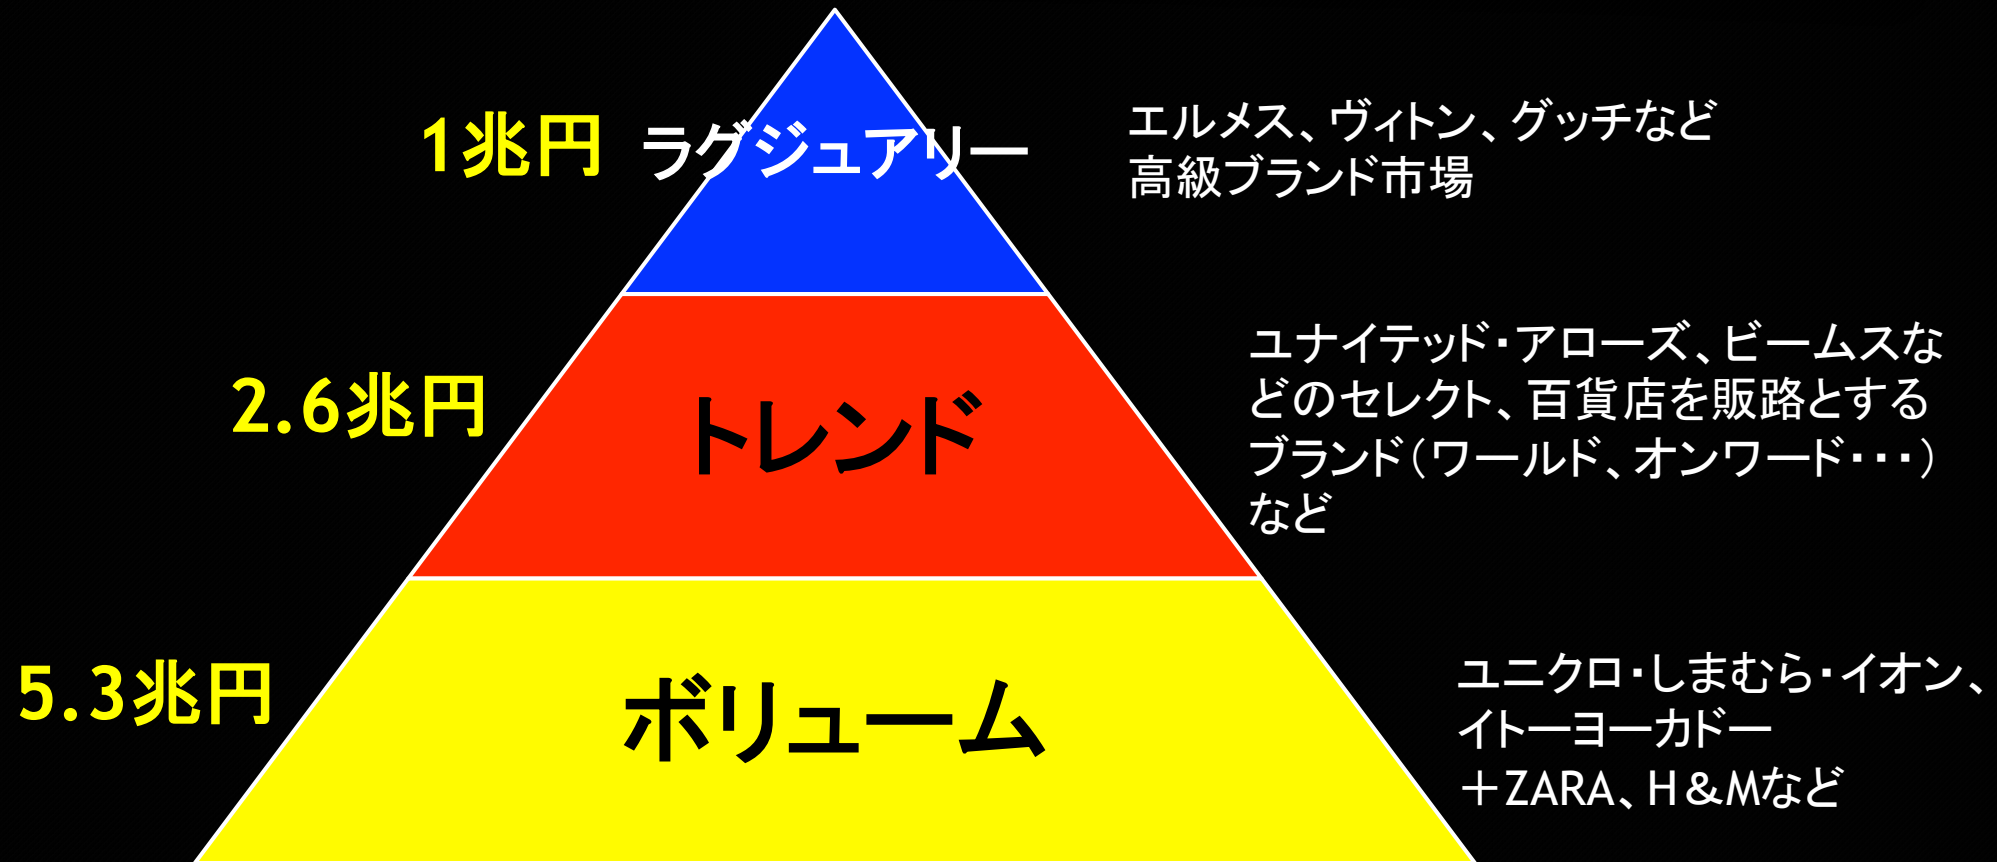 1兆円
ラグジュアリー
エルメス、ヴィトン、グッチなど
高級ブランド市場
2.6兆円
トレンド
ユナイテッド・アローズ、ビームスな
どのセレクト、百貨店を販路とする
ブランド（ワールド、オンワード・・・）
など
5.3兆円
ボリューム
ユニクロ・しまむら・イオン、
イトーヨーカドー
＋ZARA、H＆Mなど